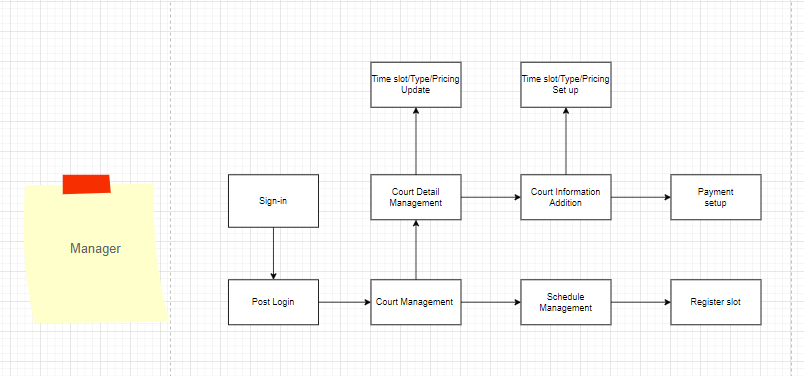 Time slot/Type/Pricing
Update
Time slot/Type/Pricing
Set up
Sign-in
Court Detail
Management
Court Information
Addition
Payment
setup
Manager
Post Login
Court Management
Schedule
Management
Register slot